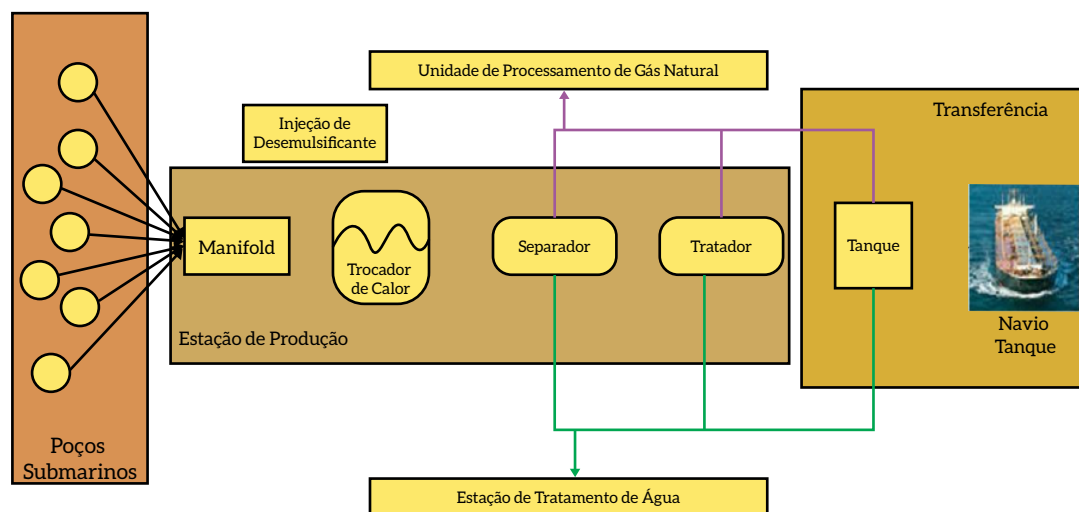 Unidade de Processamento de Gás Natural
Injeção de
Desemulsificante
Transferência
Manifold
Trocador
de Calor
Separador
Tratador
Tanque
Estação de Produção
Navio
Tanque
Poços
Submarinos
Estação de Tratamento de Água